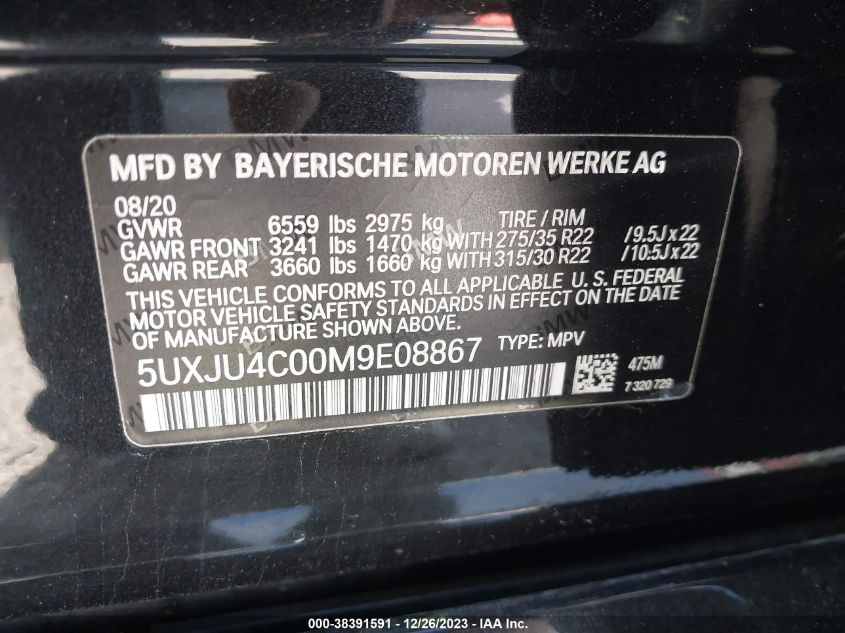 MFD BY BAYERISCHE MOTOREN WERKE AG
08/20
GVWR 6559 lbs 2975 kg TIRE / RIM
GAWR FRONT 3241 lbs 1470 kg WITH 275/35 R22 /9.5J x 22
GAWR REAR 3660 lbs 1660 kg WITH 315/30 R22 /10.5J x 22
THIS VEHICLE CONFORMS TO ALL APPLICABLE U. S. FEDERAL
MOTOR VEHICLE SAFETY STANDARDS IN EFFECT ON THE DATE
OF MANUFACTURE SHOWN ABOVE.
5UXJU4C00M9E08867 TYPE: MPV
475M
7 320 729
000-38391591 - 12/26/2023 - IAA Inc.